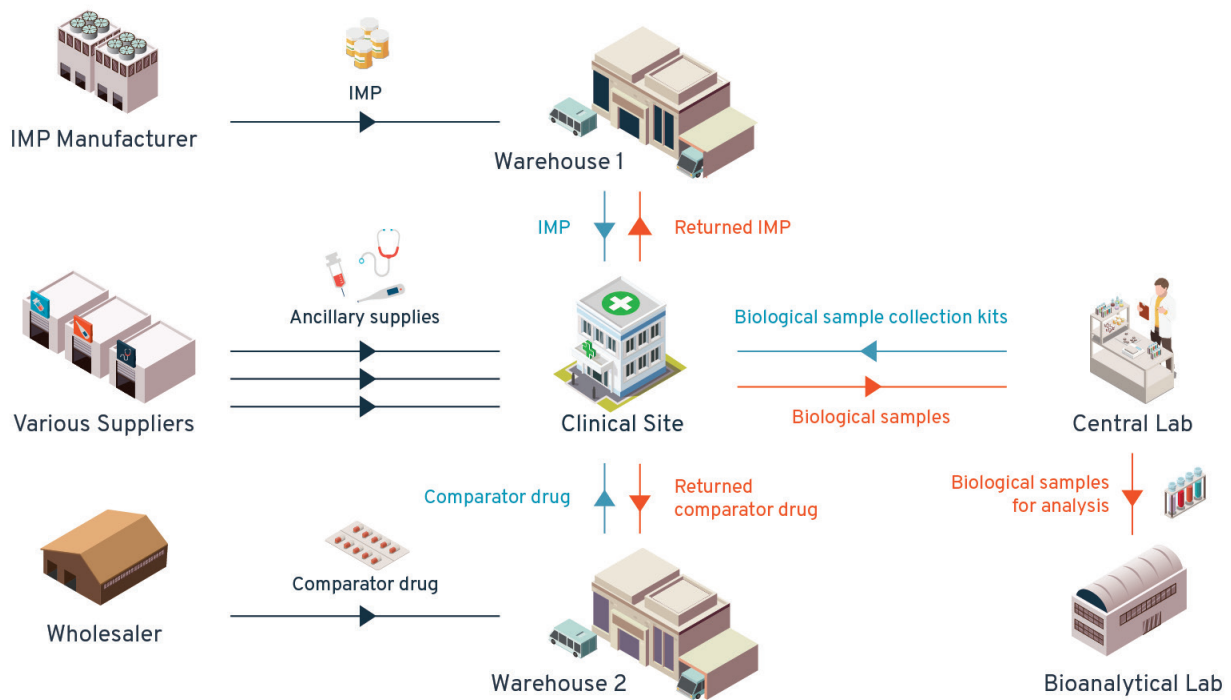 IMP
IMP Manufacturer
Warehouse 1
IMP
Returned IMP
Ancillary supplies
Biological sample collection kits
Various Suppliers
Clinical Site
Biological samples
Central Lab
Comparator drug
Returned
comparator drug
Biological samples
for analysis
Comparator drug
Wholesaler
Warehouse 2
Bioanalytical Lab